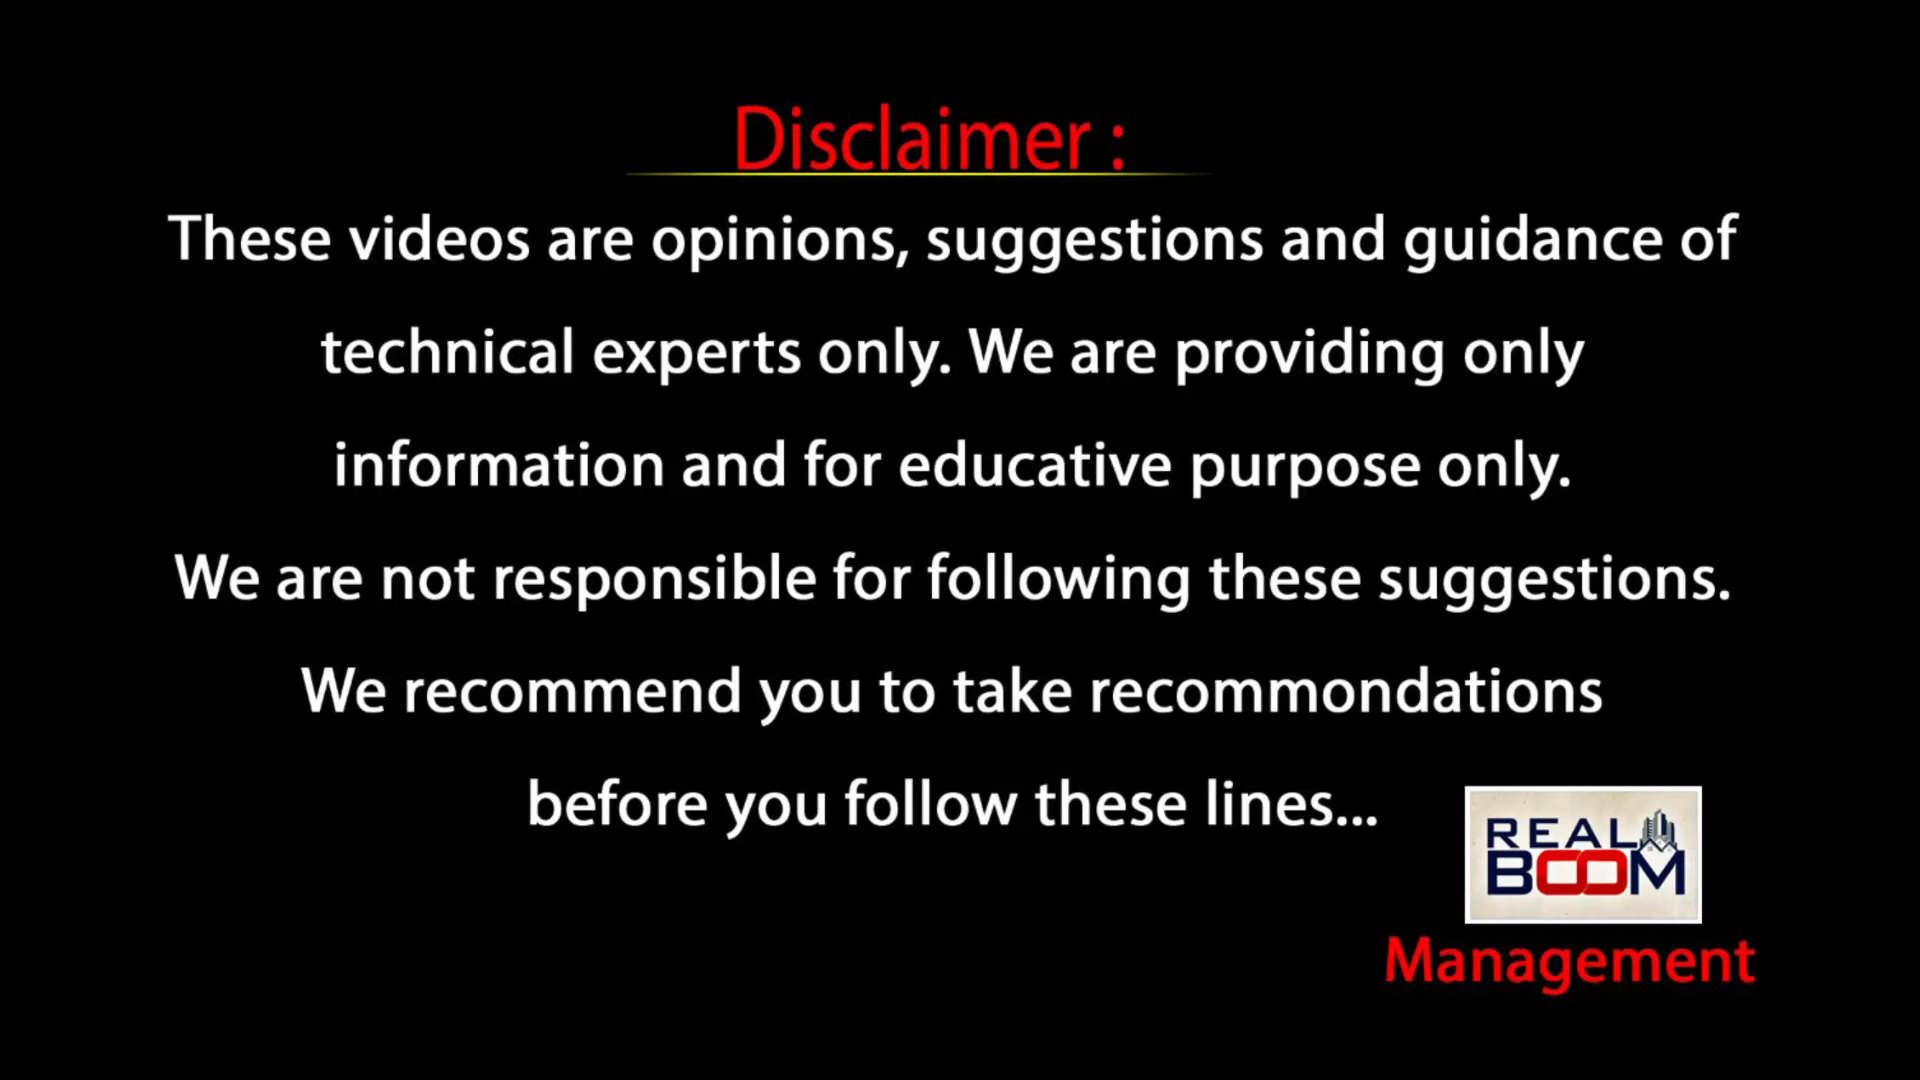 Disclaimer :
These videos are opinions, suggestions and guidance of
technical experts only. We are providing only
information and for educative purpose only.
We are not responsible for following these suggestions.
We recommend you to take recommondations
before you follow these lines...
REAL
BOOM
Management